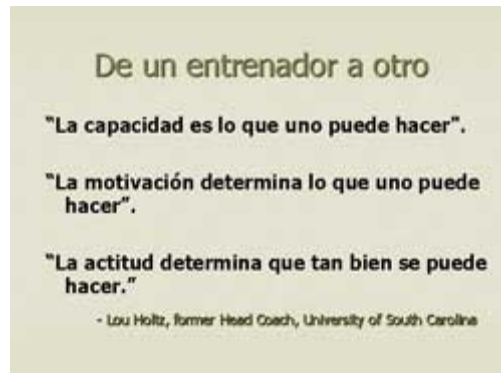 De un entrenador a otro
"La capacidad es lo que uno puede hacer".
"La motivación determina lo que uno puede
hacer".
"La actitud determina que tan bien se puede
hacer."
- Lou Holtz, former Head Coach, University of South Carolina